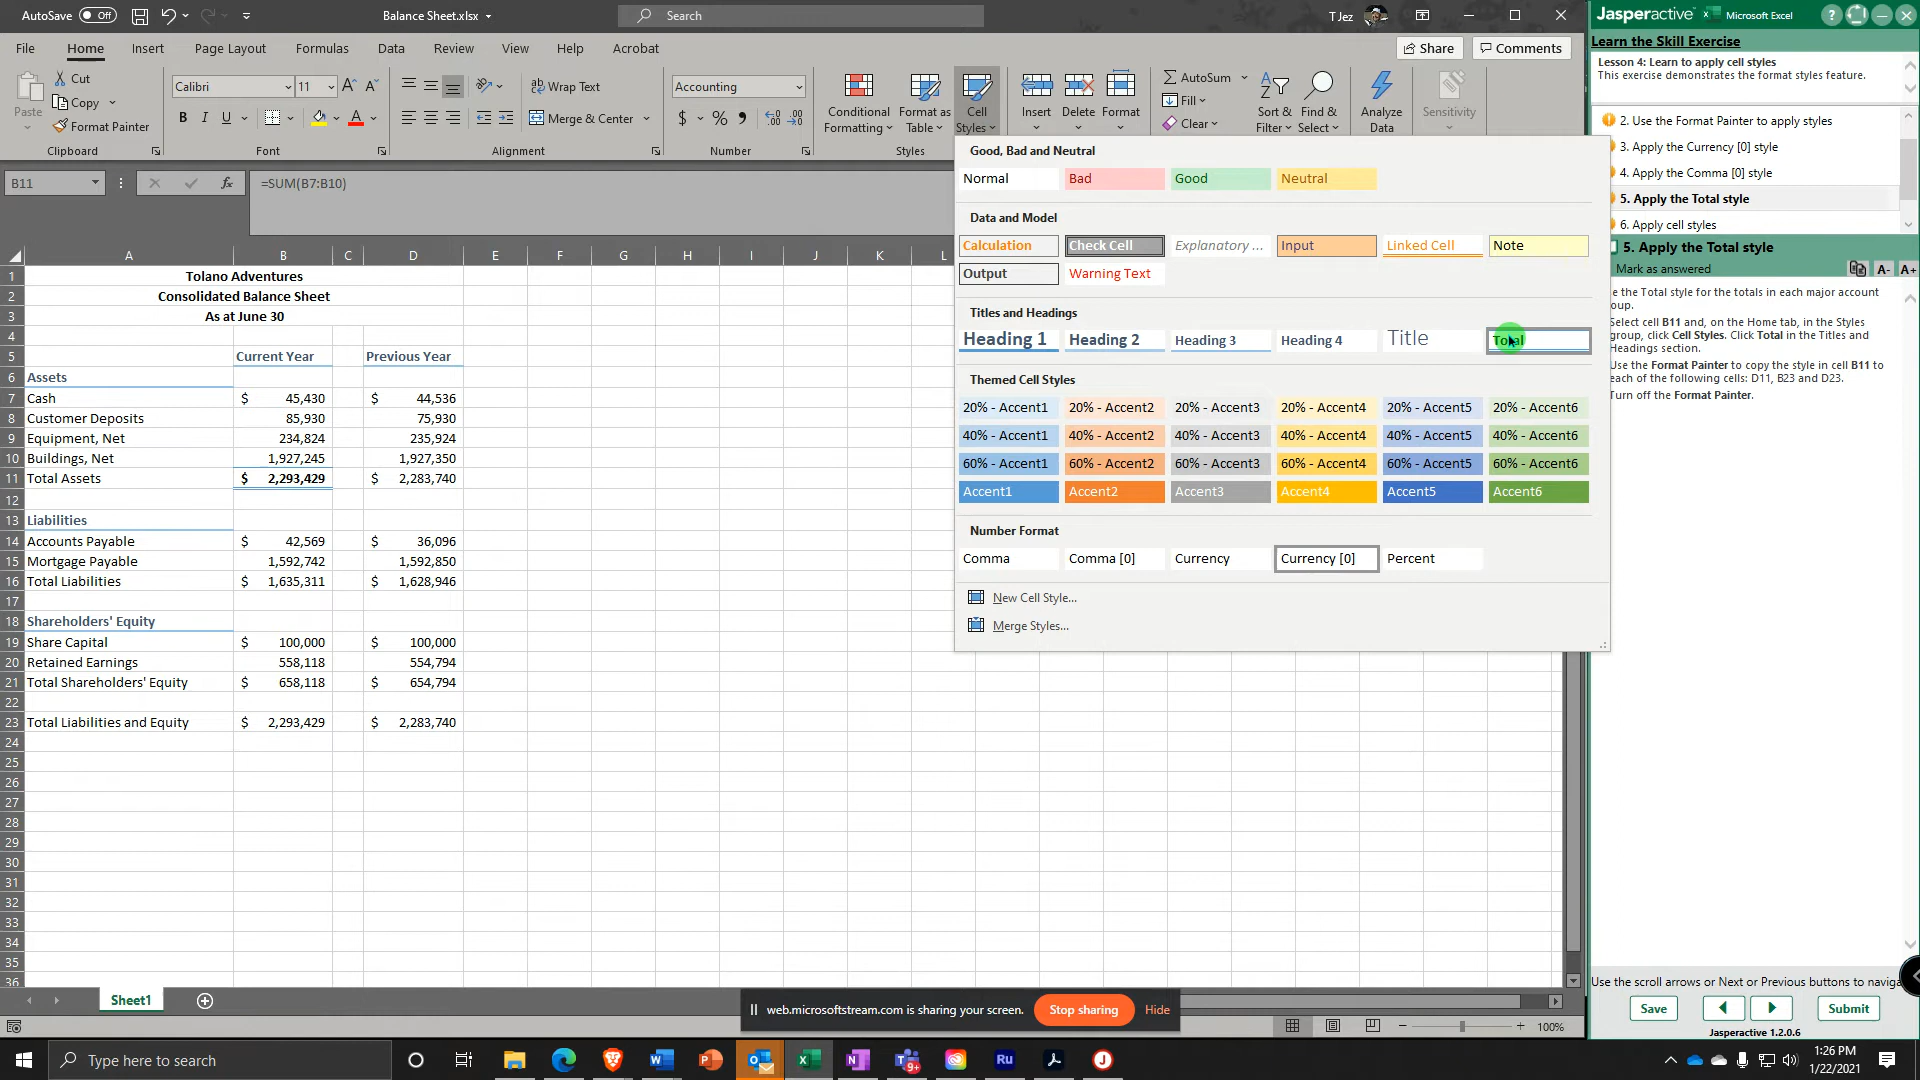 AutoSave Off
Balance Sheet.xlsx
Search
T Jez
File Home Insert Page Layout Formulas Data Review View Help Acrobat
Share
Comments
Paste
Cut
Copy
Format Painter
Clipboard
Calibri 11
B I U
Font
Wrap Text
Merge & Center
Alignment
Accounting
$ % 9
Number
Conditional Formatting
Format as Table
Cell Styles
Styles
Insert
Delete
Format
AutoSum
Fill
Clear
Sort & Filter
Find & Select
Analyze Data
Sensitivity
B11
=SUM(B7:B10)
A B C D E F G H I J K L
1 Tolano Adventures
2 Consolidated Balance Sheet
3 As at June 30
4
5 Current Year Previous Year
6 Assets
7 Cash $ 45,430 $ 44,536
8 Customer Deposits 85,930 75,930
9 Equipment, Net 234,824 235,924
10 Buildings, Net 1,927,245 1,927,350
11 Total Assets $ 2,293,429 $ 2,283,740
12
13 Liabilities
14 Accounts Payable $ 42,569 $ 36,096
15 Mortgage Payable 1,592,742 1,592,850
16 Total Liabilities $ 1,635,311 $ 1,628,946
17
18 Shareholders' Equity
19 Share Capital $ 100,000 $ 100,000
20 Retained Earnings 558,118 554,794
21 Total Shareholders' Equity $ 658,118 $ 654,794
22
23 Total Liabilities and Equity $ 2,293,429 $ 2,283,740
24
25
26
27
28
29
30
31
32
33
34
35
36
Good, Bad and Neutral
Normal Bad Good Neutral
Data and Model
Calculation Check Cell Explanatory ... Input Linked Cell Note
Output Warning Text
Titles and Headings
Heading 1 Heading 2 Heading 3 Heading 4 Title Total
Themed Cell Styles
20% - Accent1 20% - Accent2 20% - Accent3 20% - Accent4 20% - Accent5 20% - Accent6
40% - Accent1 40% - Accent2 40% - Accent3 40% - Accent4 40% - Accent5 40% - Accent6
60% - Accent1 60% - Accent2 60% - Accent3 60% - Accent4 60% - Accent5 60% - Accent6
Accent1 Accent2 Accent3 Accent4 Accent5 Accent6
Number Format
Comma Comma [0] Currency Currency [0] Percent
New Cell Style...
Merge Styles...
Jasperactive Microsoft Excel
Learn the Skill Exercise
Lesson 4: Learn to apply cell styles
This exercise demonstrates the format styles feature.
2. Use the Format Painter to apply styles
3. Apply the Currency [0] style
4. Apply the Comma [0] style
5. Apply the Total style
6. Apply cell styles
5. Apply the Total style
Mark as answered
A- A+
e the Total style for the totals in each major account
oup.
Select cell B11 and, on the Home tab, in the Styles
group, click Cell Styles. Click Total in the Titles and
Headings section.
Use the Format Painter to copy the style in cell B11 to
each of the following cells: D11, B23 and D23.
Turn off the Format Painter.
Use the scroll arrows or Next or Previous buttons to naviga
Save
Submit
Jasperactive 1.2.0.6
Sheet1
web.microsoftstream.com is sharing your screen.
Stop sharing
Hide
100%
Type here to search
Ru
9+
1:26 PM
1/22/2021